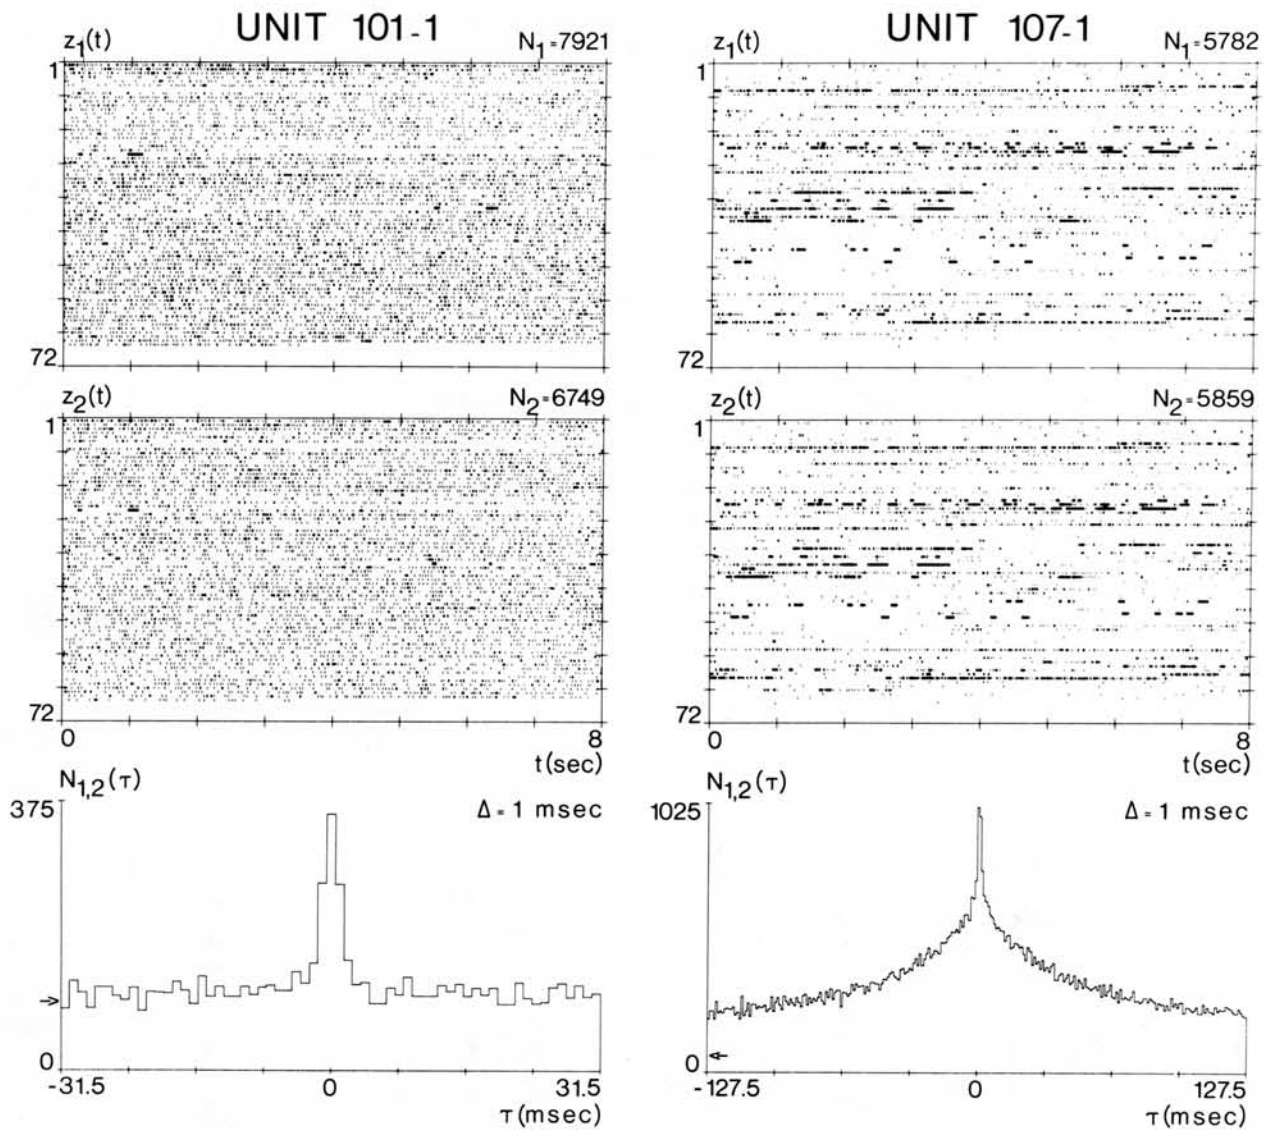 UNIT 101-1
z1(t)
N1=7921
1
72
z2(t)
N2=6749
1
72
0
8
t(sec)
N1,2(τ)
375
Δ= 1 msec
0
-31.5
0
31.5
τ(msec)
UNIT 107-1
z1(t)
N1=5782
1
72
z2(t)
N2=5859
1
72
0
8
t(sec)
N1,2(τ)
1025
Δ= 1 msec
0
-127.5
0
127.5
τ(msec)